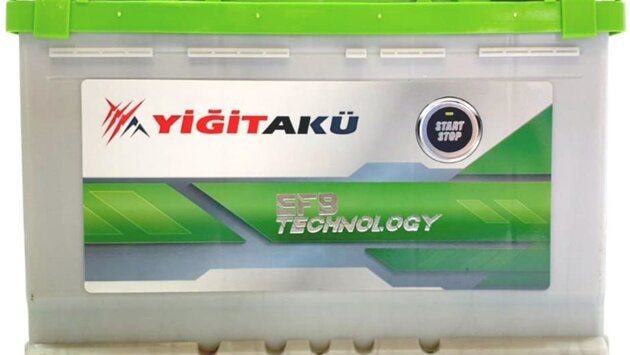 YİĞİTAKÜ
START
STOP
EFB
TECHNOLOGY